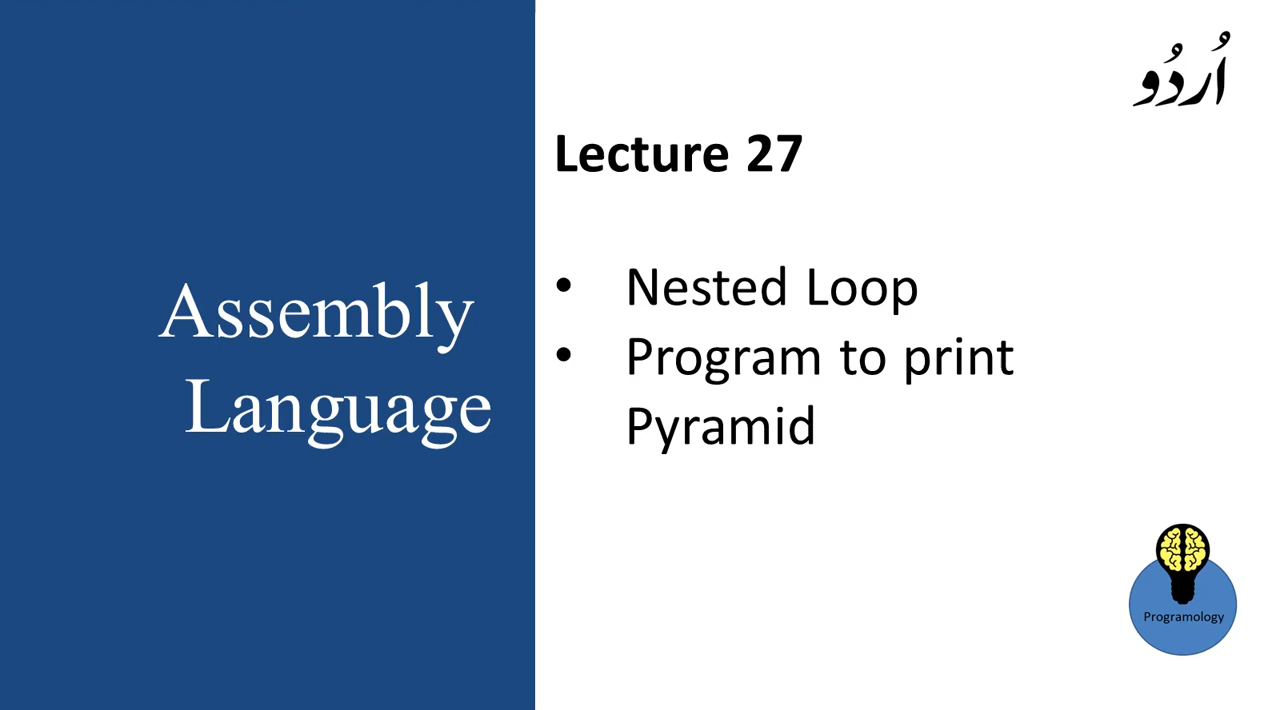 اُردُو
Lecture 27
Assembly
Language
• Nested Loop
• Program to print
Pyramid
Programology